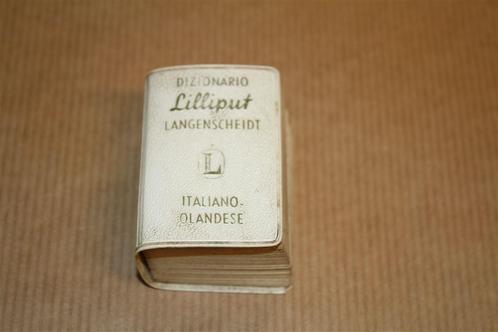 DIZIONARIO
Lilliput
LANGENSCHEIDT
L
ITALIANO-
OLANDESE